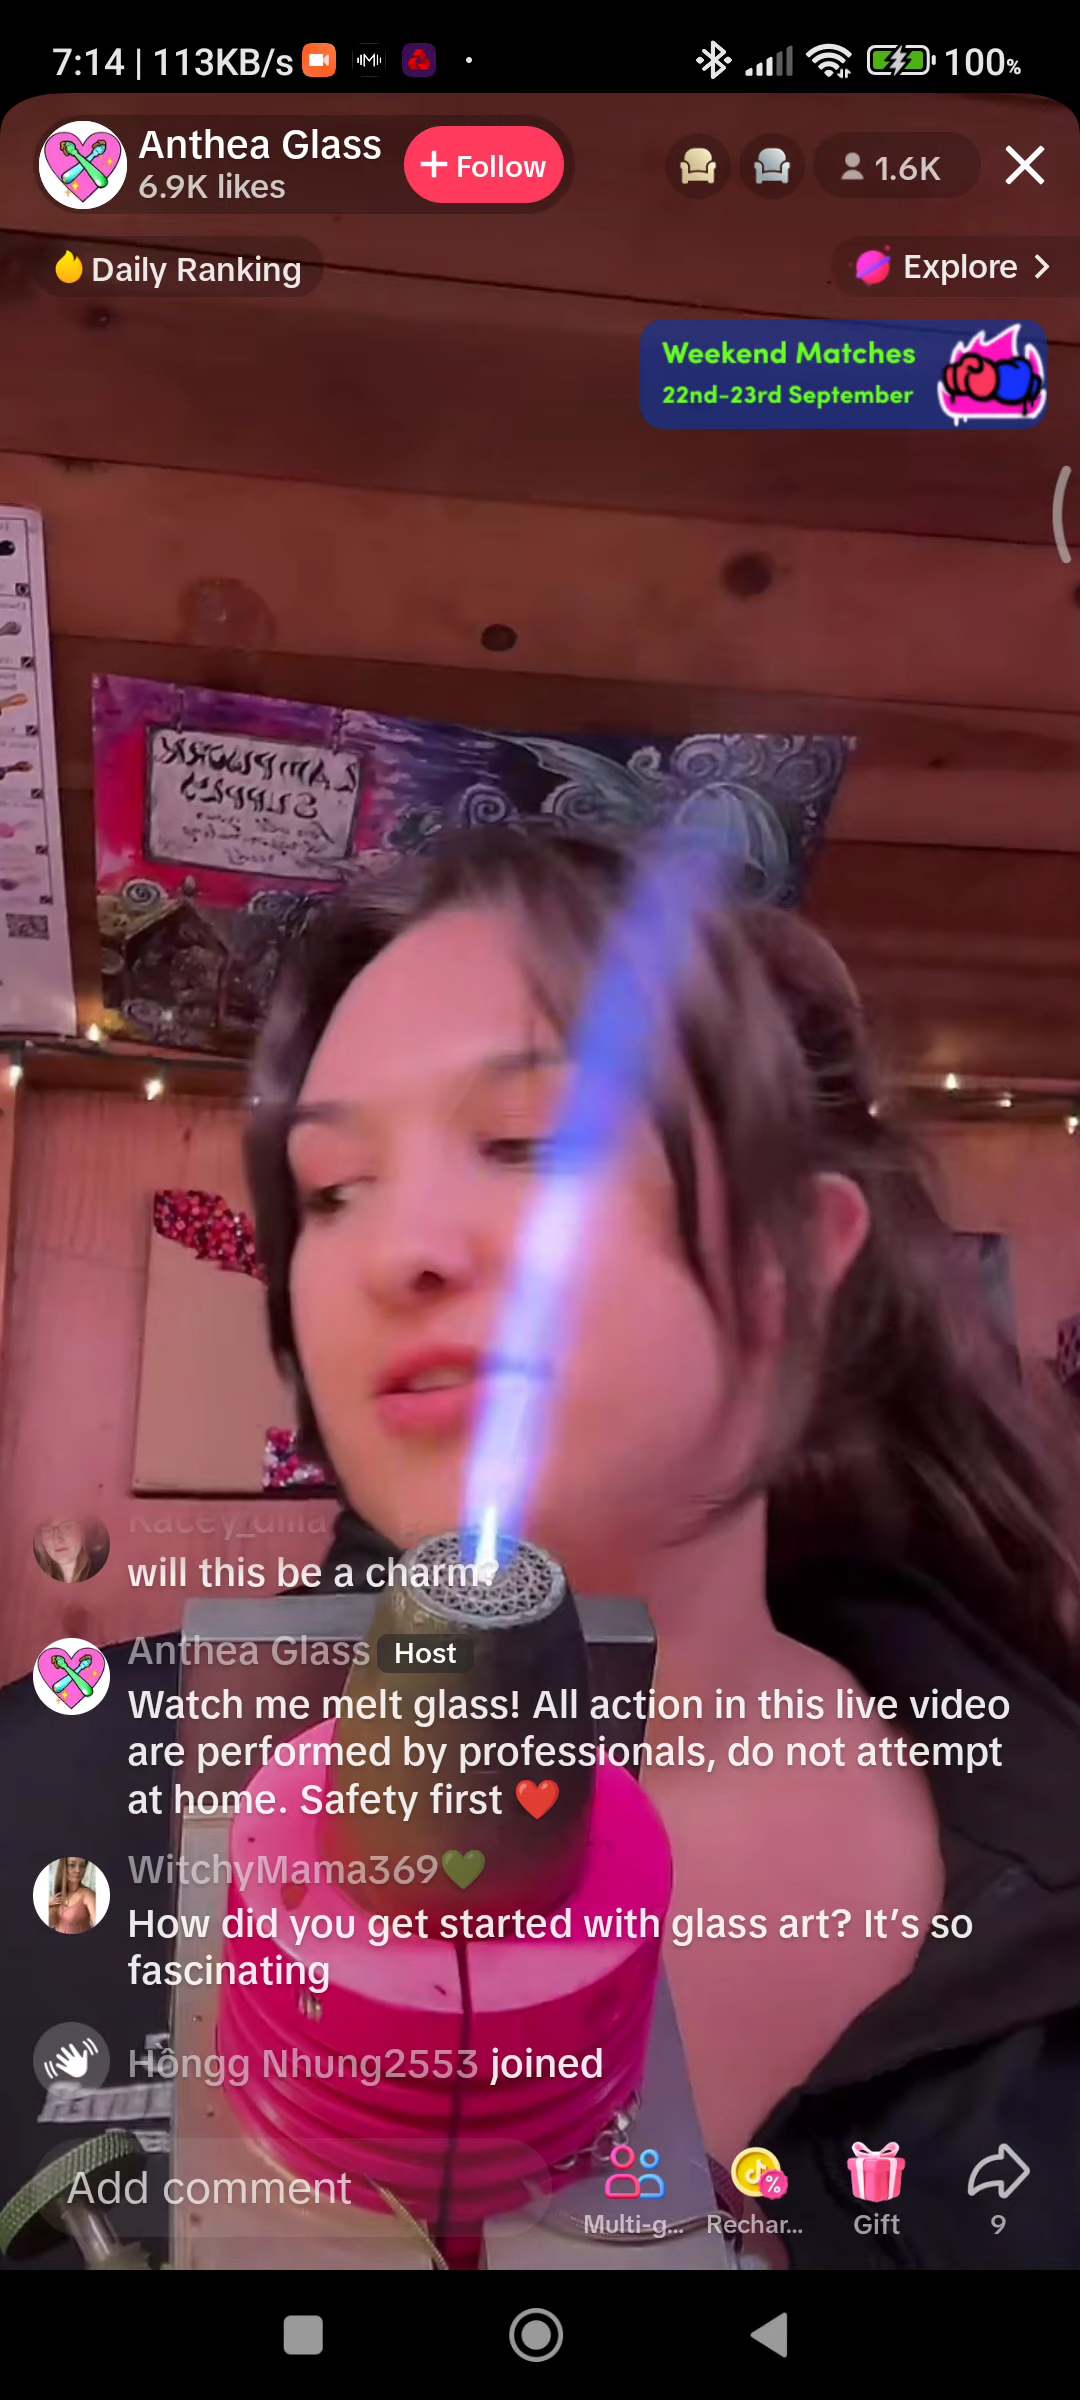 7:14 | 113KB/s
100%
Anthea Glass
6.9K likes
+ Follow
1.6K
Daily Ranking
Explore >
Weekend Matches
22nd-23rd September
LAMPWORK
SUPPLIES
will this be a charm?
Anthea Glass Host
Watch me melt glass! All action in this live video
are performed by professionals, do not attempt
at home. Safety first ❤️
WitchyMama369💚
How did you get started with glass art? It’s so
fascinating
Hôngg Nhung2553 joined
Add comment
Multi-g...
Rechar...
Gift
9